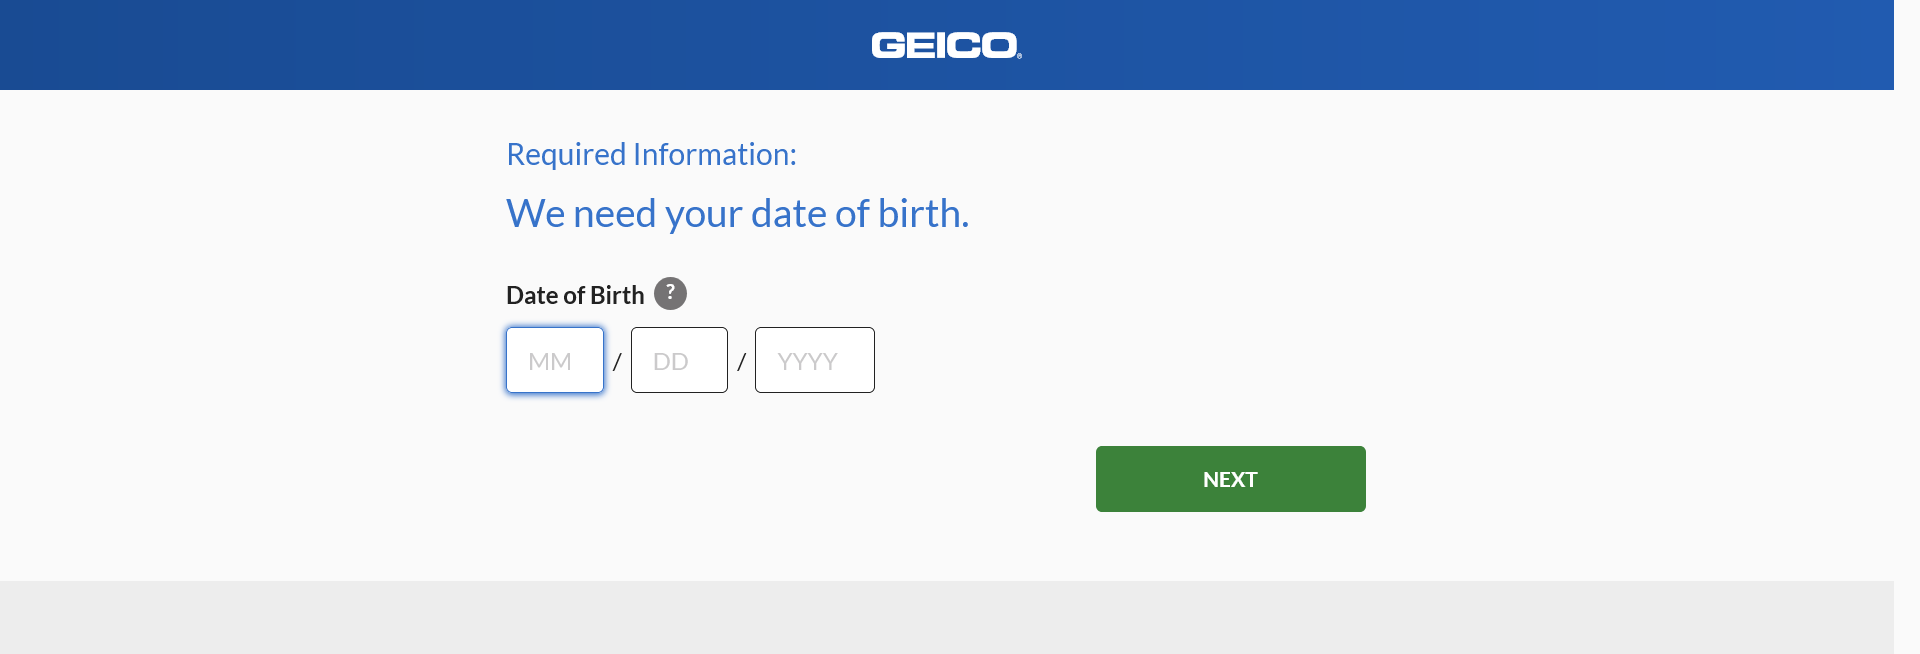 GEICO®
Required Information:
We need your date of birth.
Date of Birth ?
MM / DD / YYYY
NEXT